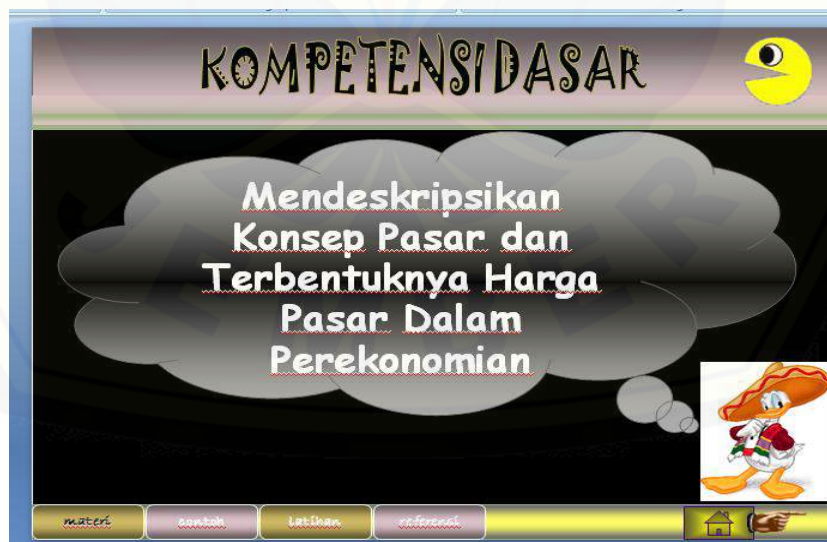 KOMPETENSI DASAR
Mendeskripsikan
Konsep Pasar dan
Terbentuknya Harga
Pasar Dalam
Perekonomian
materi contoh latihan referensi